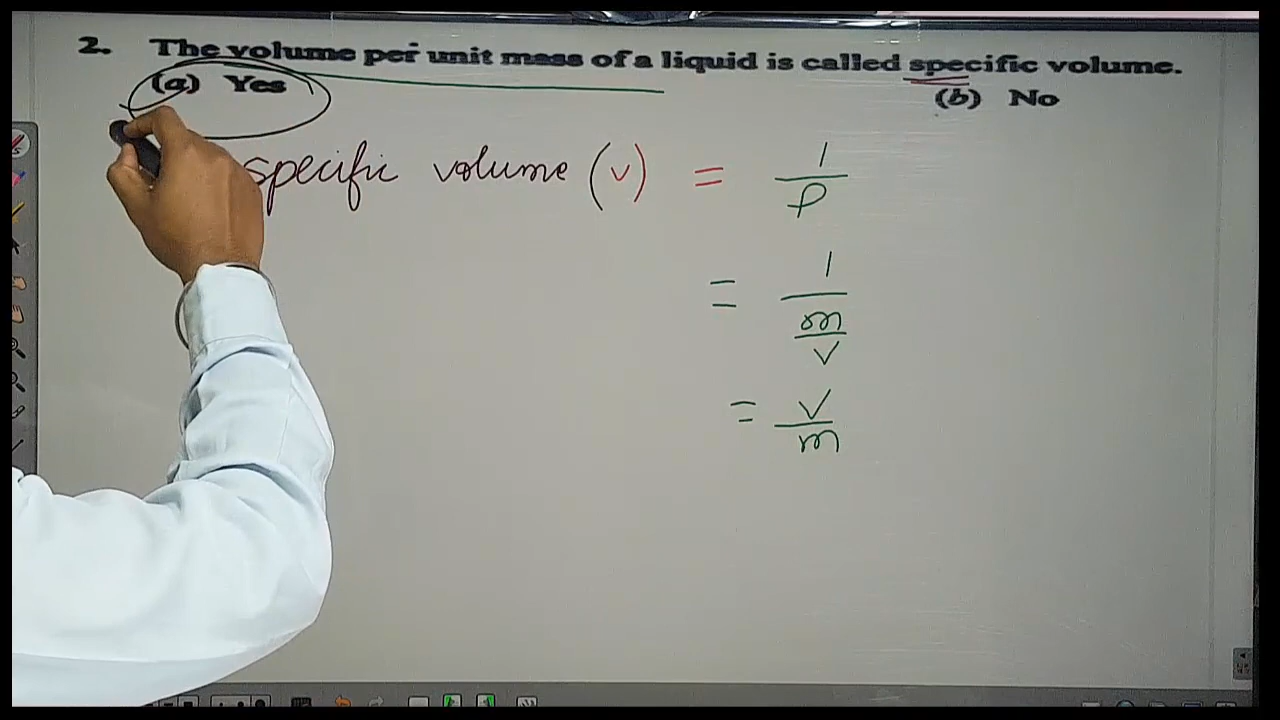 2. The volume per unit mass of a liquid is called specific volume.
(a) Yes (b) No
specific volume (v) = 1/ρ
= 1/(m/v)
= v/m